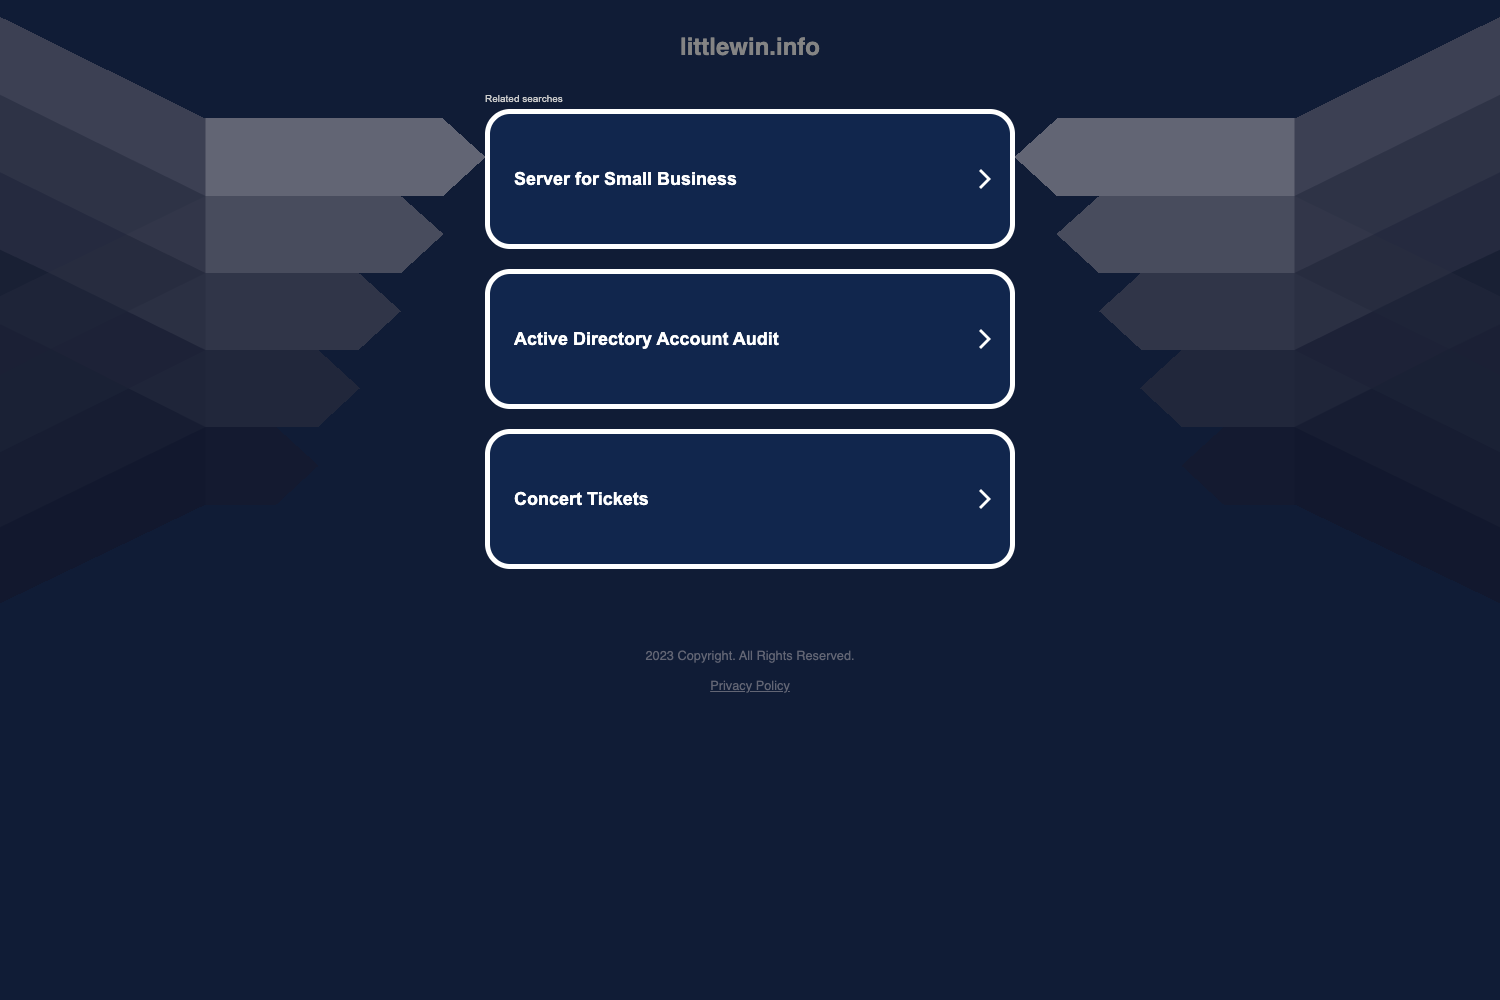 littlewin.info
Related searches
Server for Small Business
Active Directory Account Audit
Concert Tickets
2023 Copyright. All Rights Reserved.
Privacy Policy